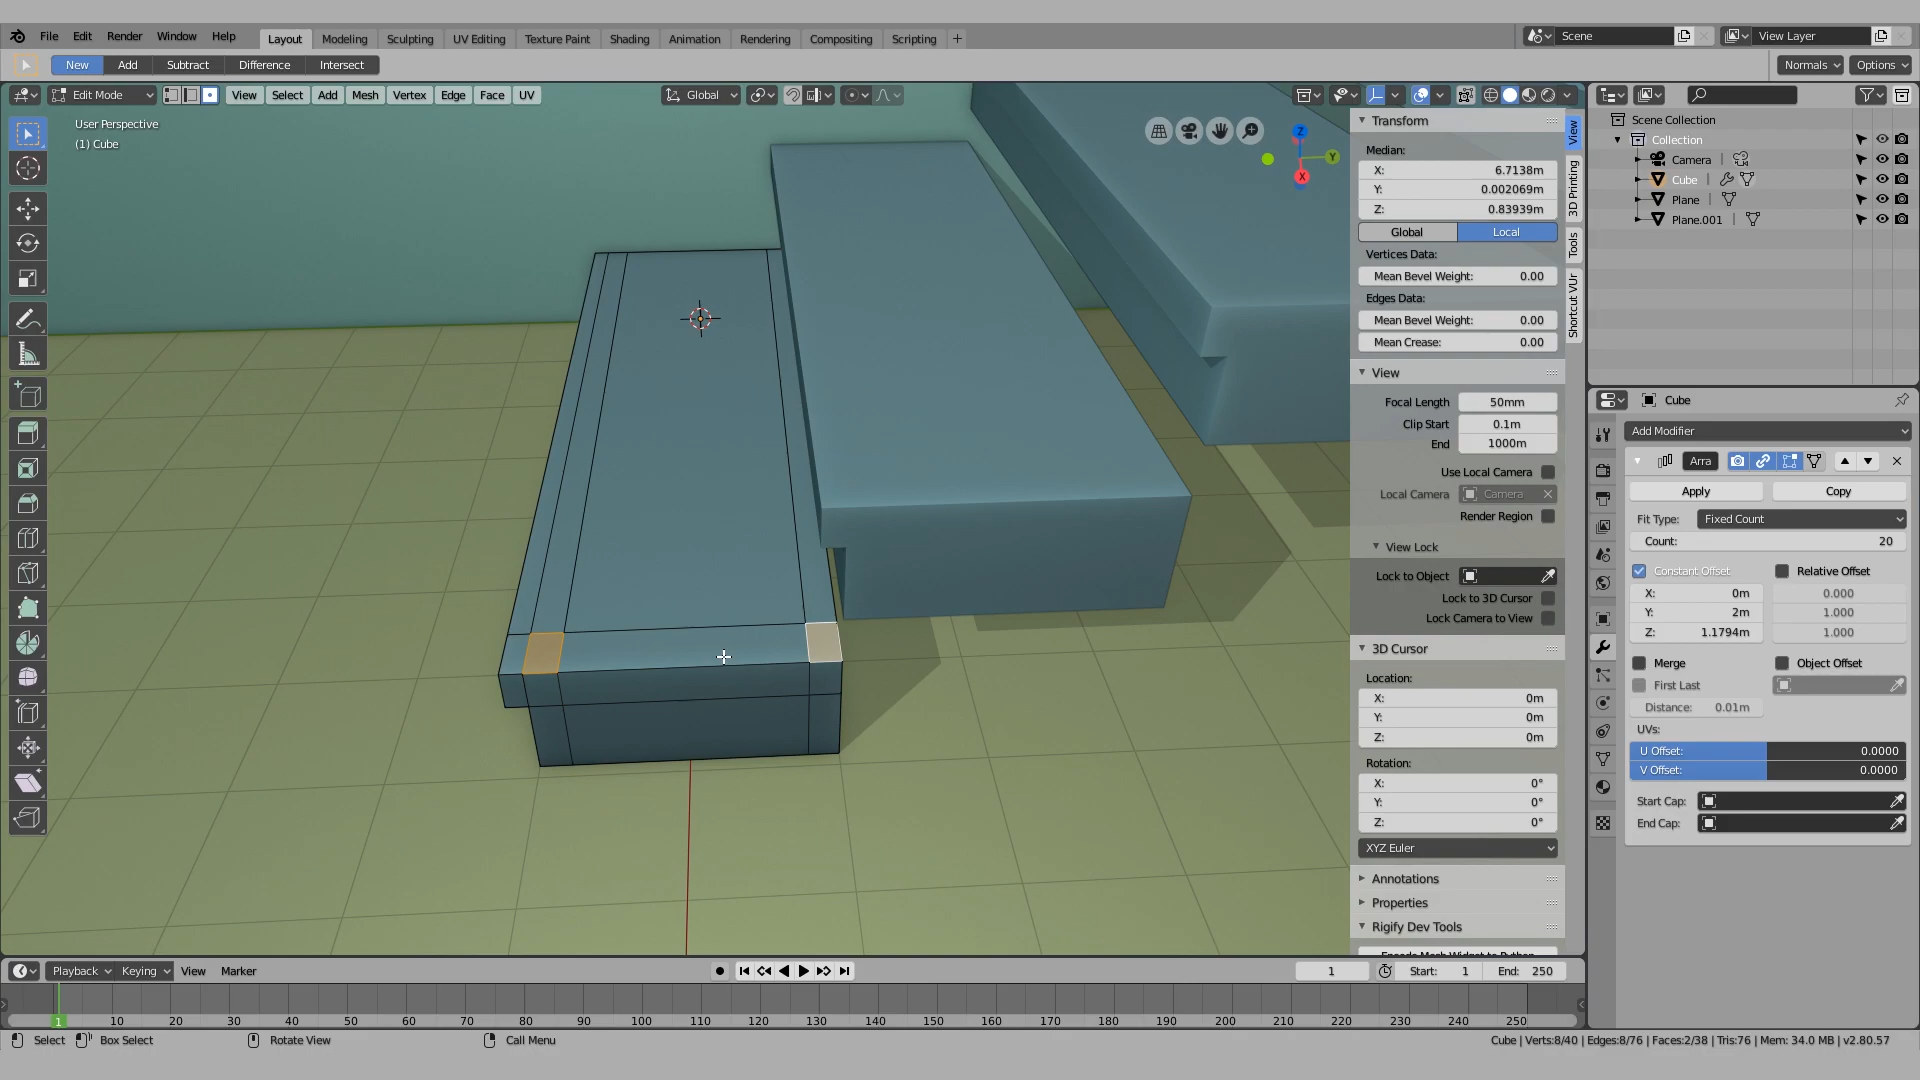 File Edit Render Window Help Layout Modeling Sculpting UV Editing Texture Paint Shading Animation Rendering Compositing Scripting + Scene View Layer
New Add Subtract Difference Intersect Normals Options
Edit Mode View Select Add Mesh Vertex Edge Face UV Global
User Perspective
(1) Cube
Z
Y
X
Transform
Median:
X: 6.7138m
Y: 0.002069m
Z: 0.83939m
Global Local
Vertices Data:
Mean Bevel Weight: 0.00
Edges Data:
Mean Bevel Weight: 0.00
Mean Crease: 0.00
View
Focal Length 50mm
Clip Start 0.1m
End 1000m
Use Local Camera
Local Camera Camera
Render Region
View Lock
Lock to Object
Lock to 3D Cursor
Lock Camera to View
3D Cursor
Location:
X: 0m
Y: 0m
Z: 0m
Rotation:
X: 0°
Y: 0°
Z: 0°
XYZ Euler
Annotations
Properties
Rigify Dev Tools
View
3D Printing
Tools
Shortcut VUr
Scene Collection
Collection
Camera
Cube
Plane
Plane.001
Cube
Add Modifier
Arra
Apply Copy
Fit Type: Fixed Count
Count: 20
Constant Offset Relative Offset
X: 0m 0.000
Y: 2m 1.000
Z: 1.1794m 1.000
Merge Object Offset
First Last
Distance: 0.01m
UVs:
U Offset: 0.0000
V Offset: 0.0000
Start Cap:
End Cap:
Playback Keying View Marker 1 Start: 1 End: 250
1 10 20 30 40 50 60 70 80 90 100 110 120 130 140 150 160 170 180 190 200 210 220 230 240 250
Select Box Select Rotate View Call Menu Cube | Verts:8/40 | Edges:8/76 | Faces:2/38 | Tris:76 | Mem: 34.0 MB | v2.80.57